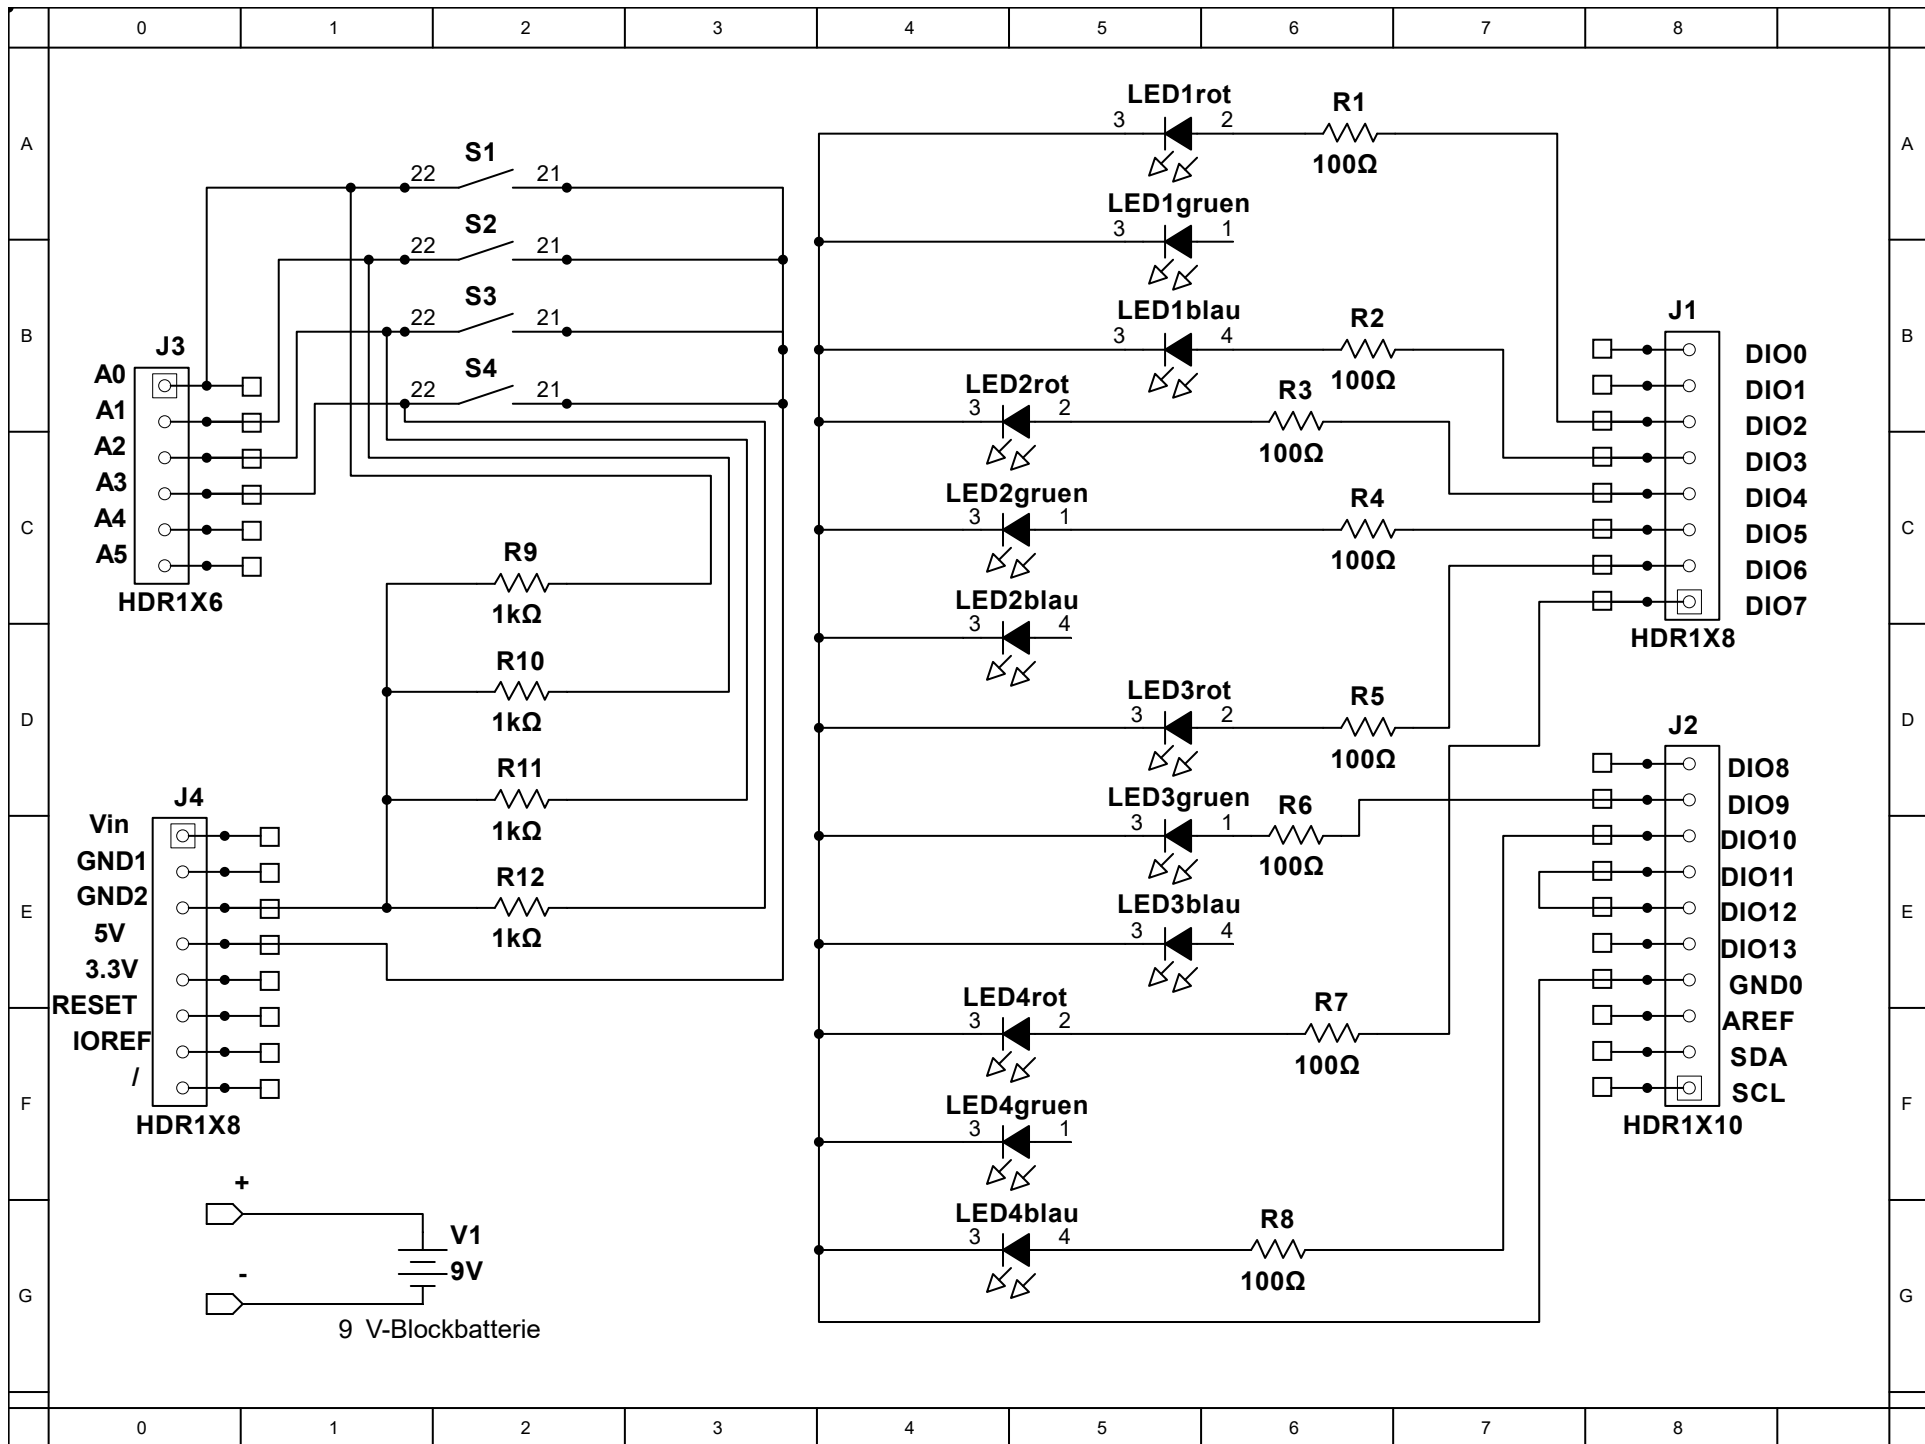 0 1 2 3 4 5 6 7 8
A A
B B
C C
D D
E E
F F
G G
S1
22 21
S2
22 21
S3
22 21
S4
22 21
J3
A0
A1
A2
A3
A4
A5
HDR1X6
R9
1kΩ
R10
1kΩ
R11
1kΩ
R12
1kΩ
J4
Vin
GND1
GND2
5V
3.3V
RESET
IOREF
/
HDR1X8
+
-
V1
9V
9 V-Blockbatterie
LED1rot
3 2
R1
100Ω
LED1gruen
3 1
LED1blau
3 4
R2
100Ω
LED2rot
3 2
R3
100Ω
LED2gruen
3 1
R4
100Ω
LED2blau
3 4
LED3rot
3 2
R5
100Ω
LED3gruen
3 1
R6
100Ω
LED3blau
3 4
LED4rot
3 2
R7
100Ω
LED4gruen
3 1
LED4blau
3 4
R8
100Ω
J1
DIO0
DIO1
DIO2
DIO3
DIO4
DIO5
DIO6
DIO7
HDR1X8
J2
DIO8
DIO9
DIO10
DIO11
DIO12
DIO13
GND0
AREF
SDA
SCL
HDR1X10
0 1 2 3 4 5 6 7 8